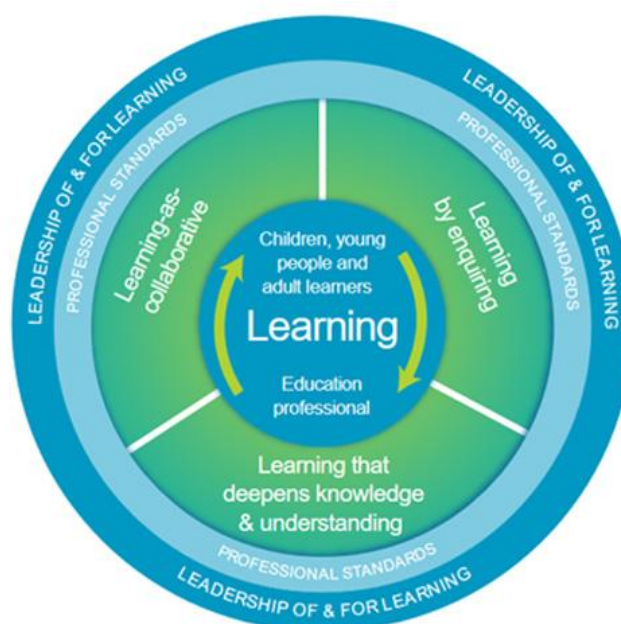 LEADERSHIP OF & FOR LEARNING
LEADERSHIP OF & FOR LEARNING
PROFESSIONAL STANDARDS
PROFESSIONAL STANDARDS
Learning-as-
collaborative
Learning
by enquiring
Children, young
people and
adult learners
Learning
Education
professional
Learning that
deepens knowledge
& understanding
PROFESSIONAL STANDARDS
LEADERSHIP OF & FOR LEARNING